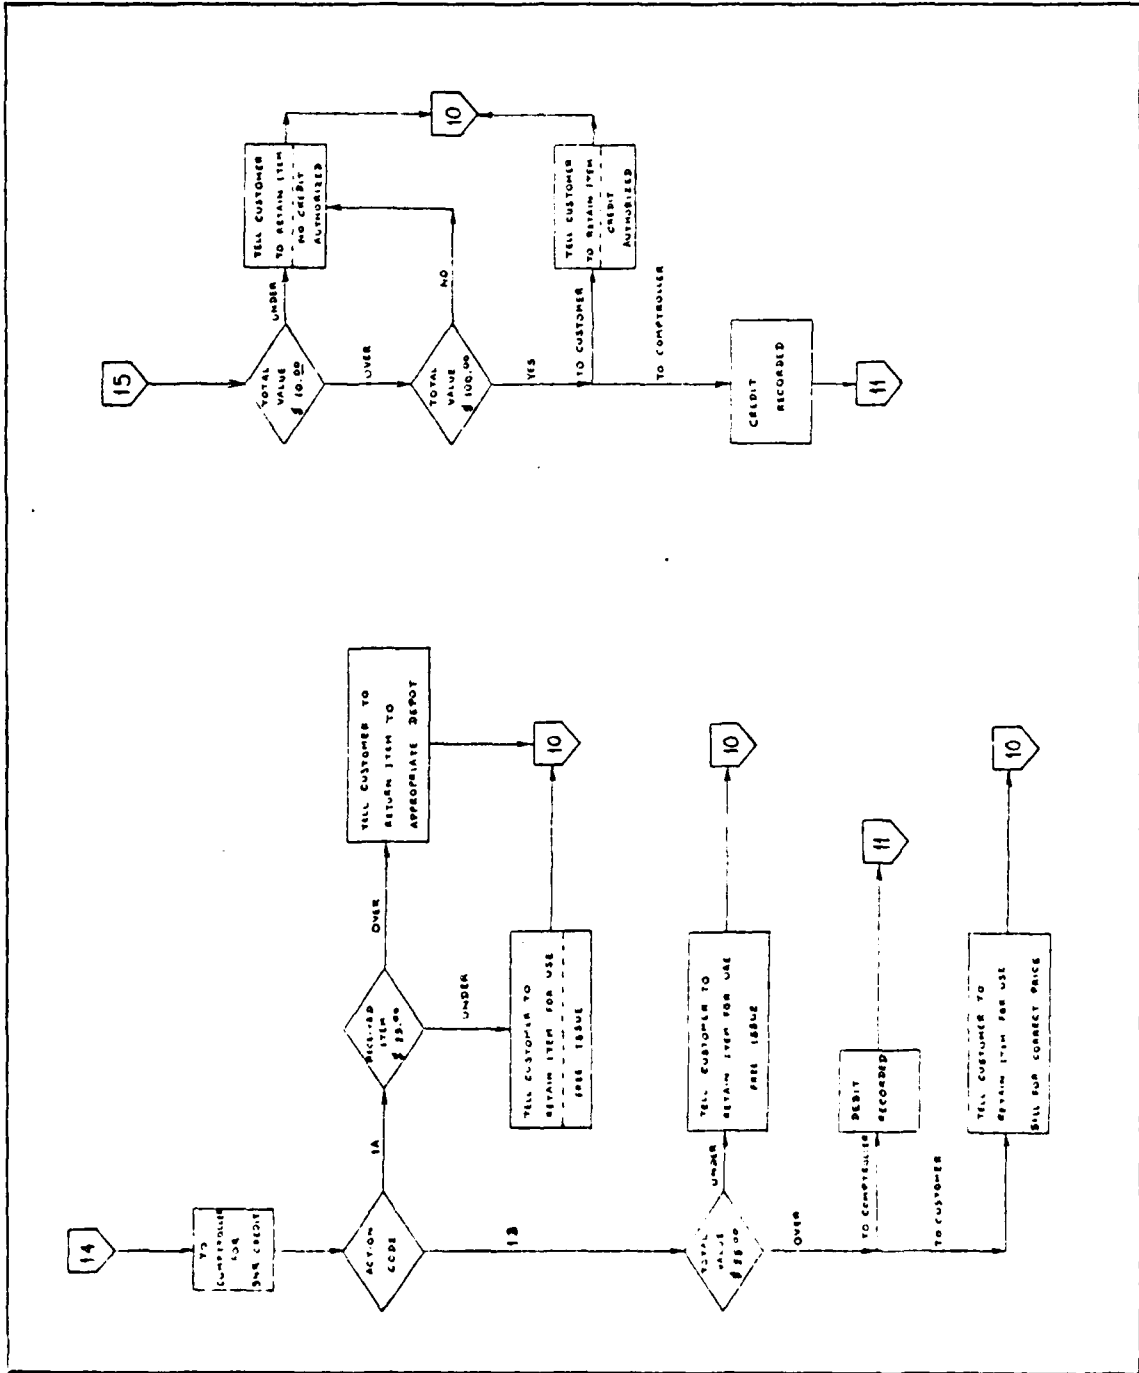 14
TO
COMPTROLLER
FOR
SNR CREDIT
ACTION
CODE
1A
ITEM
OVER
TELL CUSTOMER TO
RETURN ITEM TO
APPROPRIATE DEPOT
UNDER
TELL CUSTOMER TO
RETAIN ITEM FOR USE
FREE ISSUE
10
1B
TOTAL
VALUE
UNDER
TELL CUSTOMER TO
RETAIN ITEM FOR USE
FREE ISSUE
10
OVER
TO COMPTROLLER
DEBIT
RECORDED
11
TO CUSTOMER
TELL CUSTOMER TO
RETAIN ITEM FOR USE
BILL FOR CORRECT PRICE
10
15
TOTAL
VALUE
$ 10.00
UNDER
TELL CUSTOMER
TO RETAIN ITEM
NO CREDIT
AUTHORIZED
OVER
TOTAL
VALUE
$ 100.00
NO
10
YES
TO CUSTOMER
TELL CUSTOMER
TO RETAIN ITEM
CREDIT
AUTHORIZED
TO COMPTROLLER
CREDIT
RECORDED
11